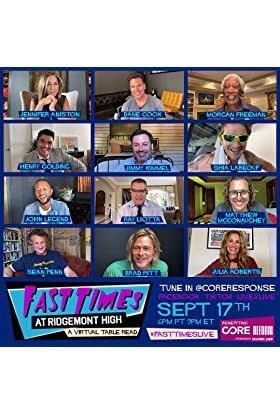 JENNIFER ANISTON
DANE COOK
MORGAN FREEMAN
HENRY GOLDING
JIMMY KIMMEL
SHIA LABEOUF
JOHN LEGEND
RAY LIOTTA
MATTHEW MCCONAUGHEY
SEAN PENN
BRAD PITT
JULIA ROBERTS
FAST TIMES
AT RIDGEMONT HIGH
A VIRTUAL TABLE READ
TUNE IN @CORERESPONSE
FACEBOOK TIKTOK LIVEXLIVE
SEPT 17TH
6PM PT 9PM ET
#FASTTIMESLIVE
BENEFITTING
CORE
REFORM